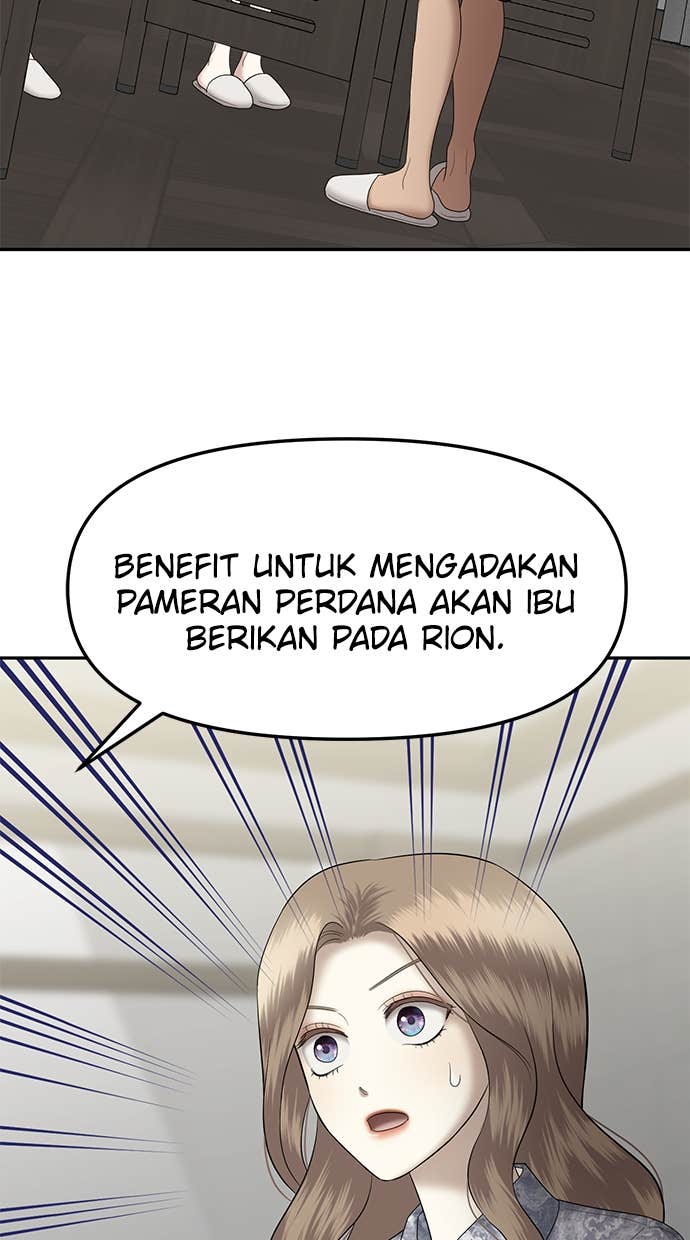 BENEFIT UNTUK MENGADAKAN
PAMERAN PERDANA AKAN IBU
BERIKAN PADA RION.